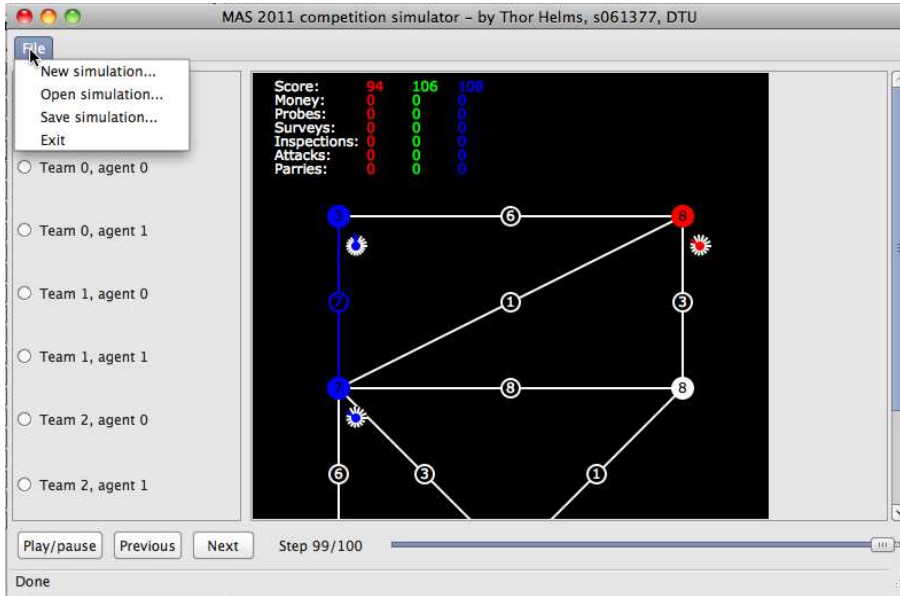 MAS 2011 competition simulator – by Thor Helms, s061377, DTU
File
New simulation...
Open simulation...
Save simulation...
Exit
Team 0, agent 0
Team 0, agent 1
Team 1, agent 0
Team 1, agent 1
Team 2, agent 0
Team 2, agent 1
Score: 94 106 108
Money: 0 0 0
Probes: 0 0 0
Surveys: 0 0 0
Inspections: 0 0 0
Attacks: 0 0 0
Parries: 0 0 0
3 6 8
7 1 3
7 8 8
6 3 1
Play/pause Previous Next Step 99/100
Done